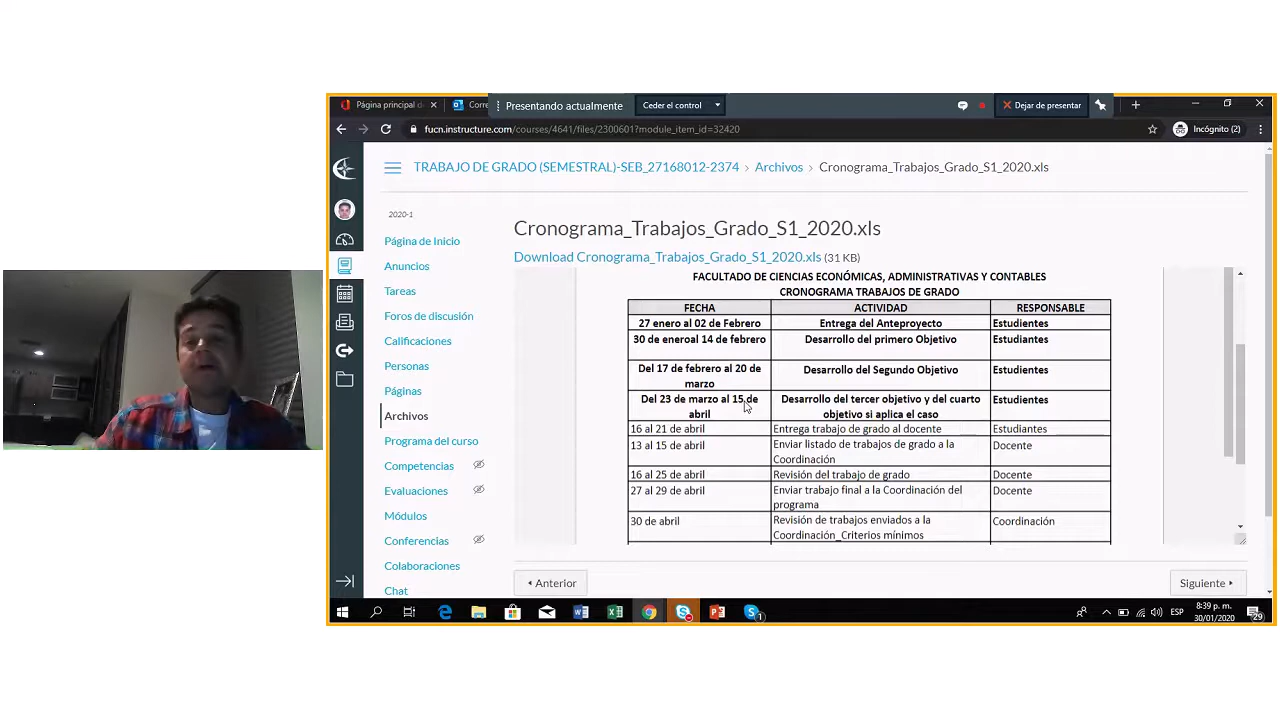 Página principal d
Corre
Presentando actualmente
Ceder el control
Dejar de presentar
fucn.instructure.com/courses/4641/files/2300601?module_item_id=32420
Incógnito (2)
TRABAJO DE GRADO (SEMESTRAL)-SEB_27168012-2374 › Archivos › Cronograma_Trabajos_Grado_S1_2020.xls
2020-1
Página de Inicio
Anuncios
Tareas
Foros de discusión
Calificaciones
Personas
Páginas
Archivos
Programa del curso
Competencias
Evaluaciones
Módulos
Conferencias
Colaboraciones
Chat
Cronograma_Trabajos_Grado_S1_2020.xls
Download Cronograma_Trabajos_Grado_S1_2020.xls (31 KB)
FACULTADO DE CIENCIAS ECONÓMICAS, ADMINISTRATIVAS Y CONTABLES
CRONOGRAMA TRABAJOS DE GRADO
FECHA ACTIVIDAD RESPONSABLE
27 enero al 02 de Febrero Entrega del Anteproyecto Estudientes
30 de eneroal 14 de febrero Desarrollo del primero Objetivo Estudiantes
Del 17 de febrero al 20 de
marzo
Desarrollo del Segundo Objetivo Estudiantes
Del 23 de marzo al 15 de
abril
Desarrollo del tercer objetivo y del cuarto
objetivo si aplica el caso
Estudiantes
16 al 21 de abril Entrega trabajo de grado al docente Estudiantes
13 al 15 de abril Enviar listado de trabajos de grado a la
Coordinación
Docente
16 al 25 de abril Revisión del trabajo de grado Docente
27 al 29 de abril Enviar trabajo final a la Coordinación del
programa
Docente
30 de abril Revisión de trabajos enviados a la
Coordinación_Criterios mínimos
Coordinación
Anterior
Siguiente
ESP
8:39 p. m.
30/01/2020
29